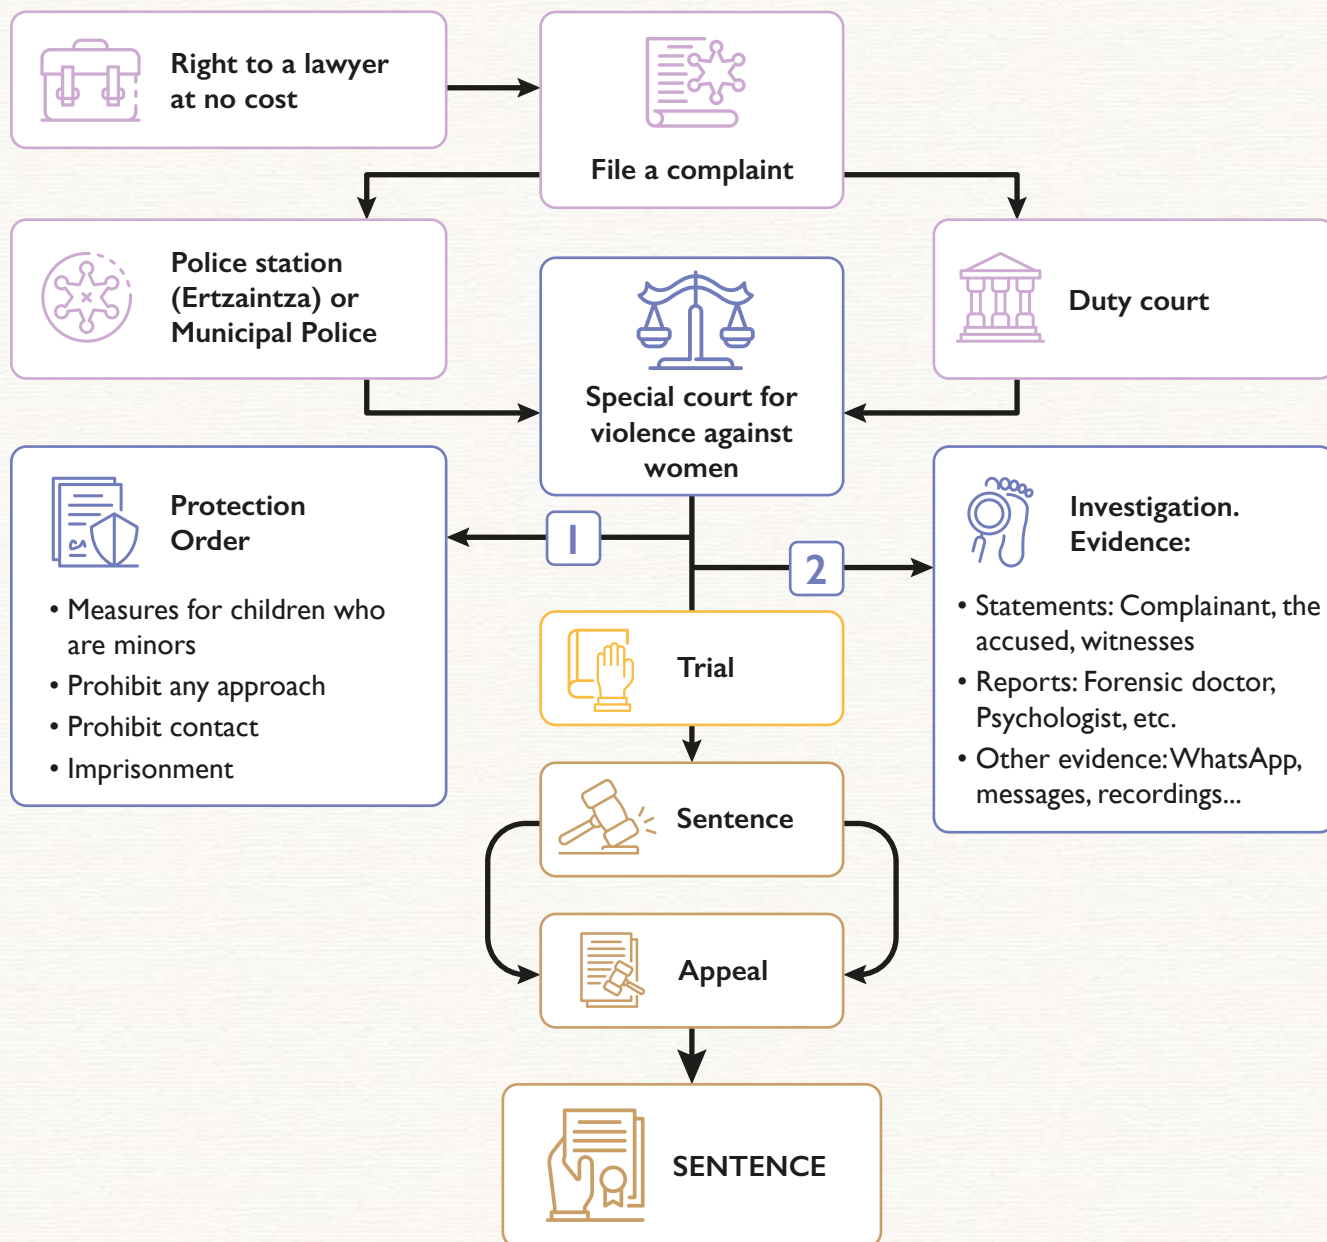 Right to a lawyer
at no cost
File a complaint
Police station
(Ertzaintza) or
Municipal Police
Special court for
violence against
women
Duty court
Protection
Order
• Measures for children who
are minors
• Prohibit any approach
• Prohibit contact
• Imprisonment
1
2
Investigation.
Evidence:
• Statements: Complainant, the
accused, witnesses
• Reports: Forensic doctor,
Psychologist, etc.
• Other evidence: WhatsApp,
messages, recordings...
Trial
Sentence
Appeal
SENTENCE